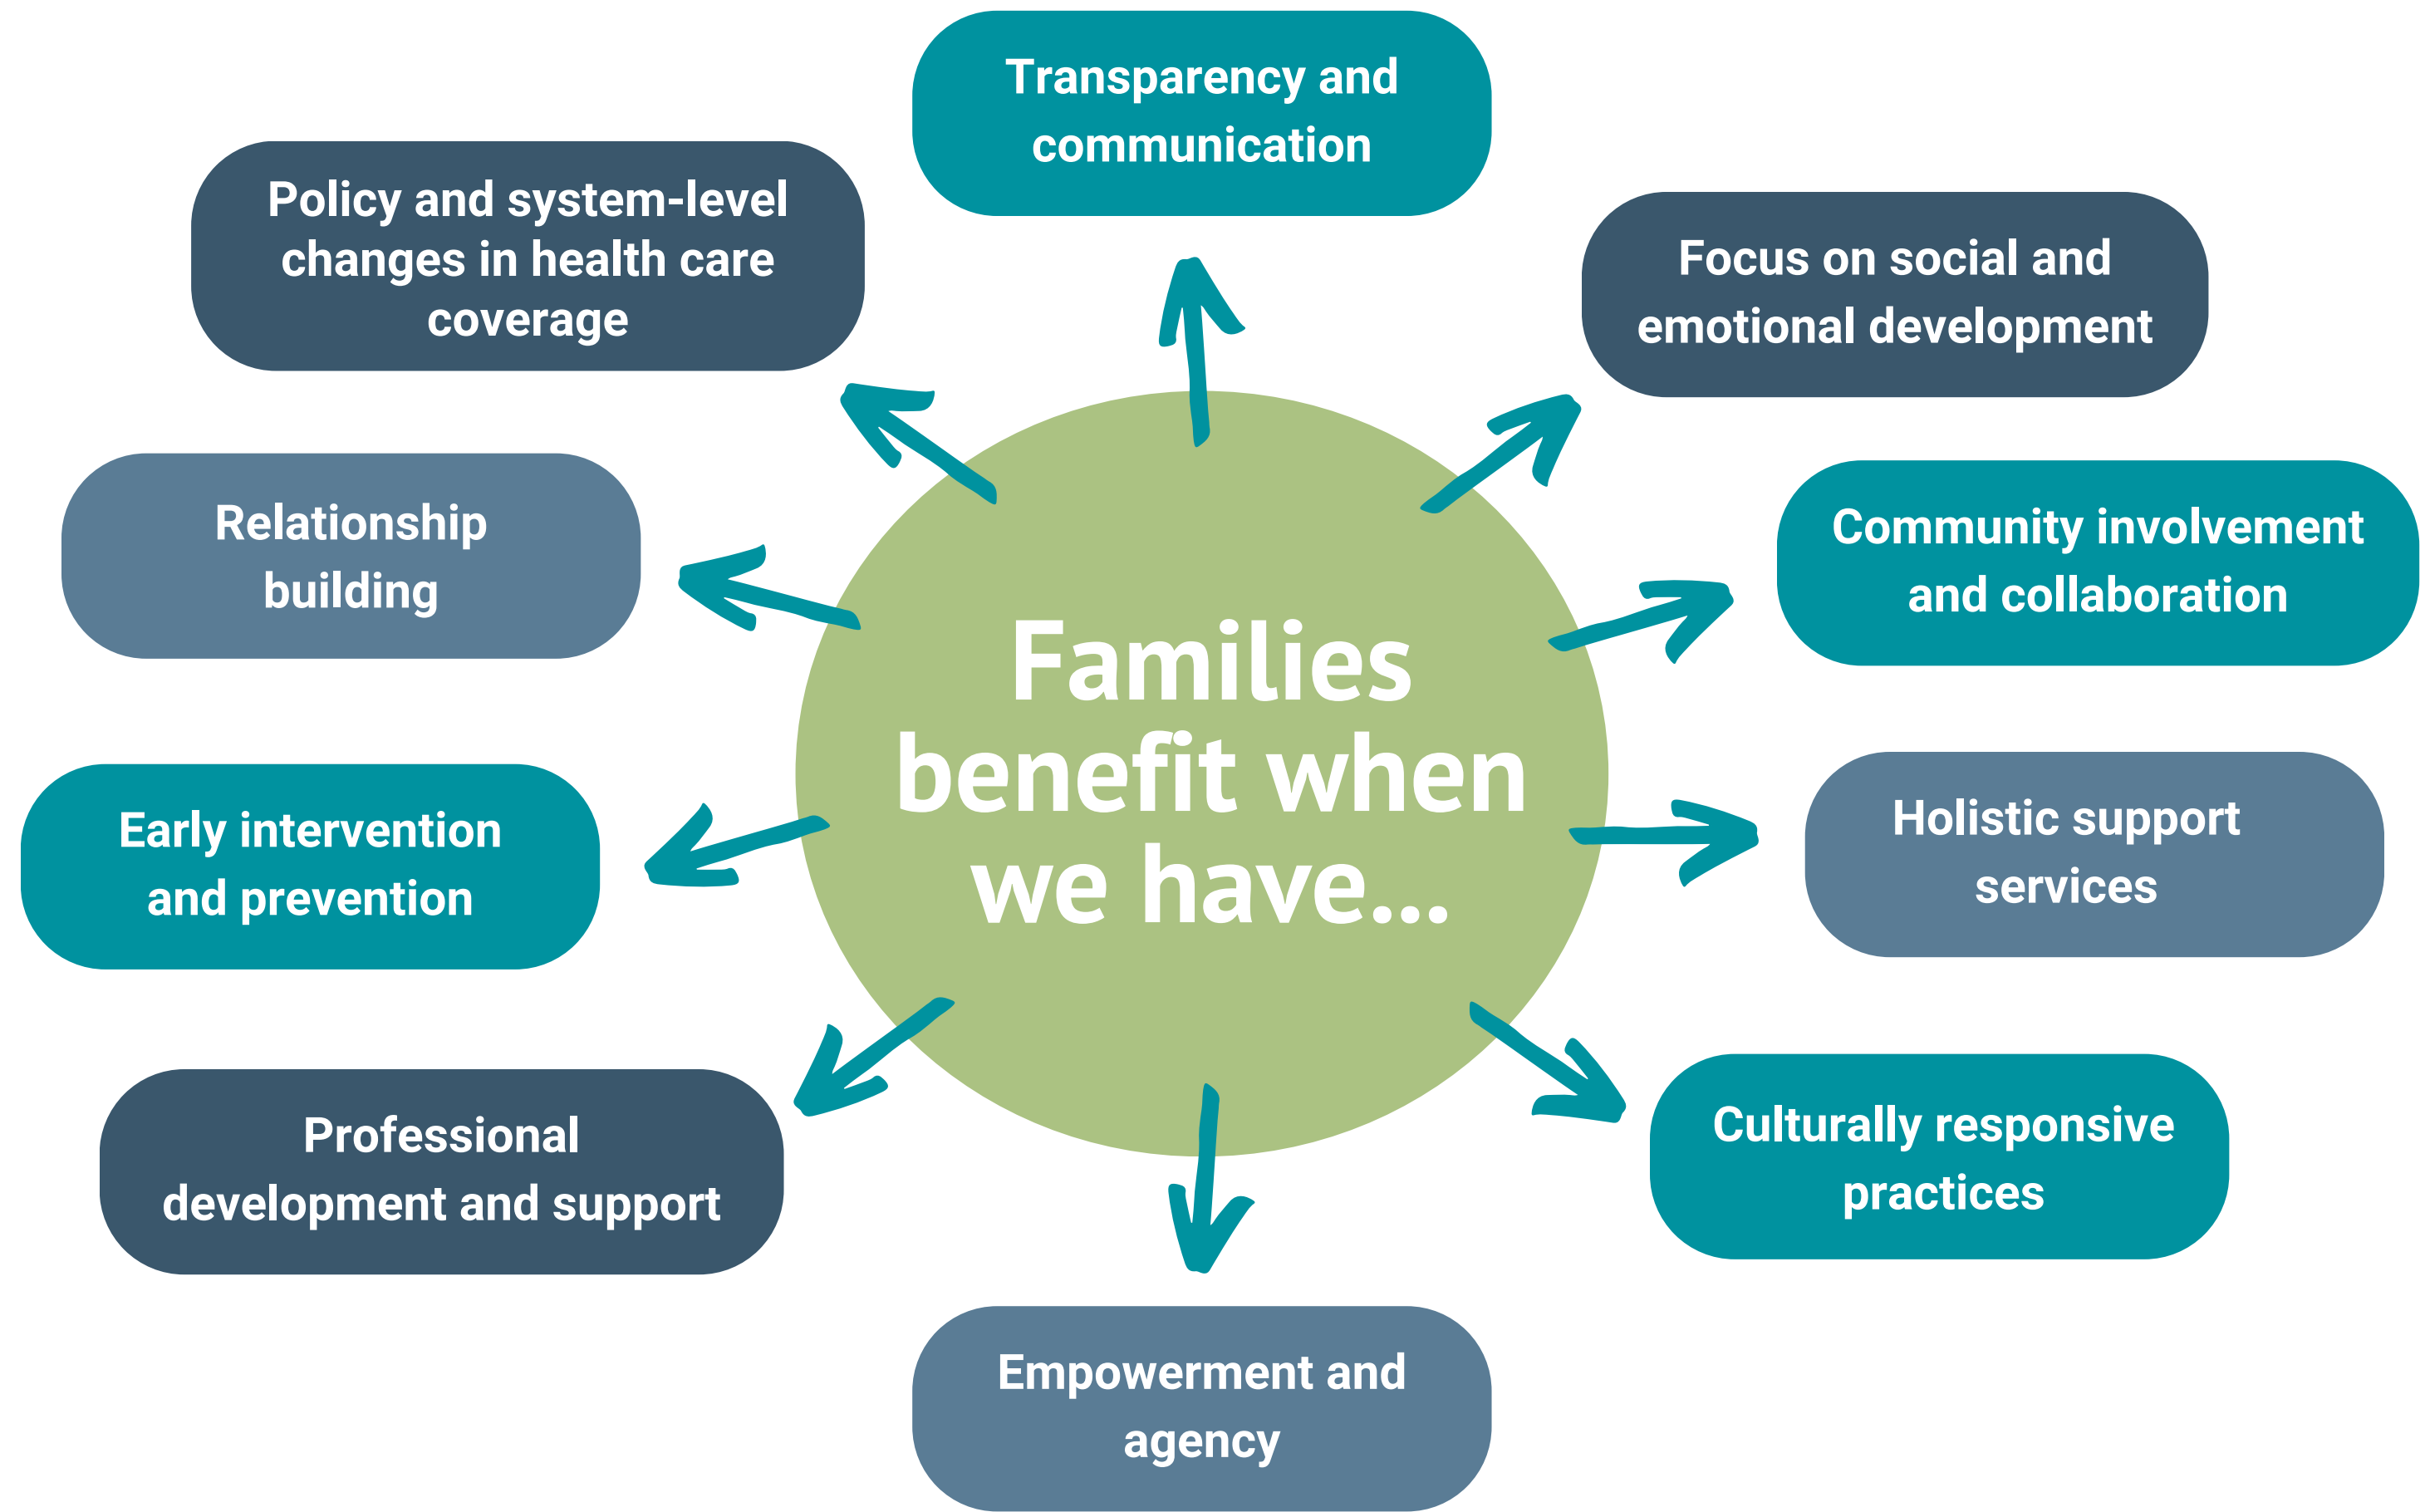 Transparency and
communication
Policy and system-level
changes in health care
coverage
Focus on social and
emotional development
Relationship
building
Community involvement
and collaboration
Families
benefit when
we have...
Early intervention
and prevention
Holistic support
services
Professional
development and support
Culturally responsive
practices
Empowerment and
agency